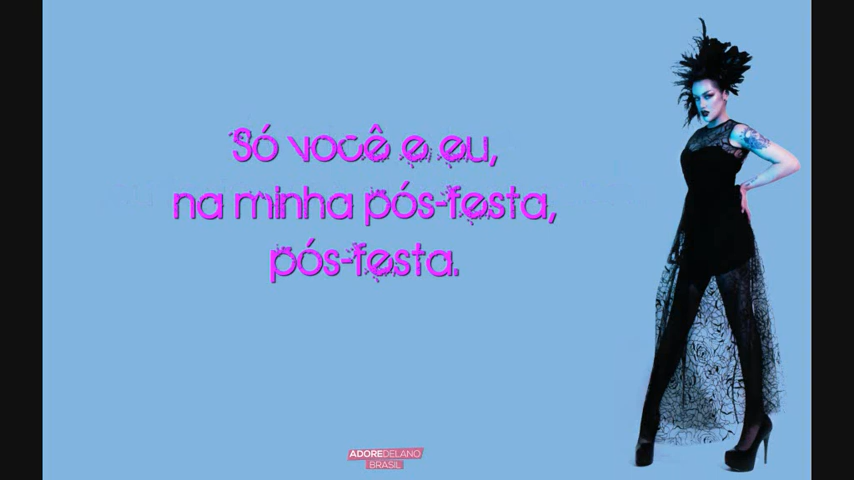 Só você e eu,
na minha pós-festa,
pós-festa.
ADOREDELANO
BRASIL